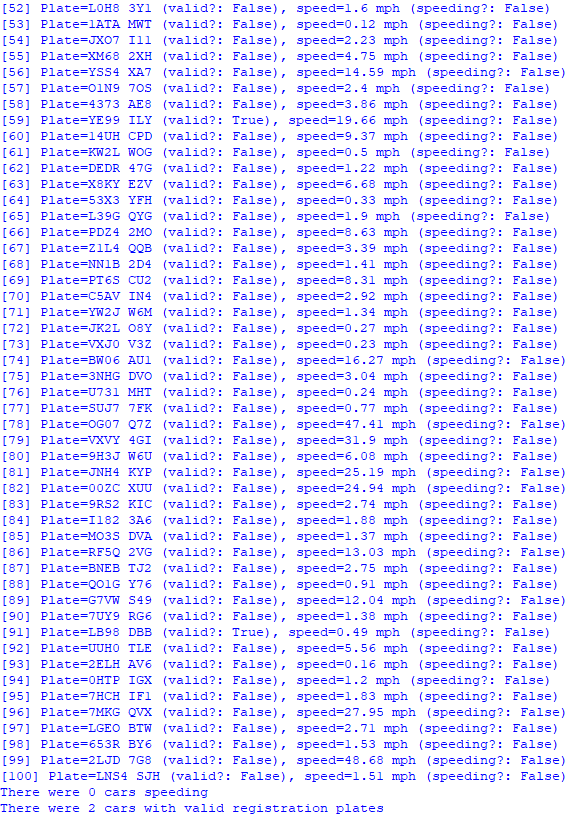 [52] Plate=L0H8 3Y1 (valid?: False), speed=1.6 mph (speeding?: False)
[53] Plate=1ATA MWT (valid?: False), speed=0.12 mph (speeding?: False)
[54] Plate=JXO7 I11 (valid?: False), speed=2.23 mph (speeding?: False)
[55] Plate=XM68 2XH (valid?: False), speed=4.75 mph (speeding?: False)
[56] Plate=YSS4 XA7 (valid?: False), speed=14.59 mph (speeding?: False)
[57] Plate=O1N9 7OS (valid?: False), speed=2.4 mph (speeding?: False)
[58] Plate=4373 AE8 (valid?: False), speed=3.86 mph (speeding?: False)
[59] Plate=YE99 ILY (valid?: True), speed=19.66 mph (speeding?: False)
[60] Plate=14UH CPD (valid?: False), speed=9.37 mph (speeding?: False)
[61] Plate=KW2L WOG (valid?: False), speed=0.5 mph (speeding?: False)
[62] Plate=DEDR 47G (valid?: False), speed=1.22 mph (speeding?: False)
[63] Plate=X8KY EZV (valid?: False), speed=6.68 mph (speeding?: False)
[64] Plate=53X3 YFH (valid?: False), speed=0.33 mph (speeding?: False)
[65] Plate=L39G QYG (valid?: False), speed=1.9 mph (speeding?: False)
[66] Plate=PDZ4 2MO (valid?: False), speed=8.63 mph (speeding?: False)
[67] Plate=Z1L4 QQB (valid?: False), speed=3.39 mph (speeding?: False)
[68] Plate=NN1B 2D4 (valid?: False), speed=1.41 mph (speeding?: False)
[69] Plate=PT6S CU2 (valid?: False), speed=8.31 mph (speeding?: False)
[70] Plate=C5AV IN4 (valid?: False), speed=2.92 mph (speeding?: False)
[71] Plate=YW2J W6M (valid?: False), speed=1.34 mph (speeding?: False)
[72] Plate=JK2L O8Y (valid?: False), speed=0.27 mph (speeding?: False)
[73] Plate=VXJ0 V3Z (valid?: False), speed=0.23 mph (speeding?: False)
[74] Plate=BW06 AU1 (valid?: False), speed=16.27 mph (speeding?: False)
[75] Plate=3NHG DVO (valid?: False), speed=3.04 mph (speeding?: False)
[76] Plate=U731 MHT (valid?: False), speed=0.24 mph (speeding?: False)
[77] Plate=SUJ7 7FK (valid?: False), speed=0.77 mph (speeding?: False)
[78] Plate=OG07 Q7Z (valid?: False), speed=47.41 mph (speeding?: False)
[79] Plate=VXVY 4GI (valid?: False), speed=31.9 mph (speeding?: False)
[80] Plate=9H3J W6U (valid?: False), speed=6.08 mph (speeding?: False)
[81] Plate=JNH4 KYP (valid?: False), speed=25.19 mph (speeding?: False)
[82] Plate=00ZC XUU (valid?: False), speed=24.94 mph (speeding?: False)
[83] Plate=9RS2 KIC (valid?: False), speed=2.74 mph (speeding?: False)
[84] Plate=I182 3A6 (valid?: False), speed=1.88 mph (speeding?: False)
[85] Plate=MO3S DVA (valid?: False), speed=1.37 mph (speeding?: False)
[86] Plate=RF5Q 2VG (valid?: False), speed=13.03 mph (speeding?: False)
[87] Plate=BNEB TJ2 (valid?: False), speed=2.75 mph (speeding?: False)
[88] Plate=QO1G Y76 (valid?: False), speed=0.91 mph (speeding?: False)
[89] Plate=G7VW S49 (valid?: False), speed=12.04 mph (speeding?: False)
[90] Plate=7UY9 RG6 (valid?: False), speed=1.38 mph (speeding?: False)
[91] Plate=LB98 DBB (valid?: True), speed=0.49 mph (speeding?: False)
[92] Plate=UUH0 TLE (valid?: False), speed=5.56 mph (speeding?: False)
[93] Plate=2ELH AV6 (valid?: False), speed=0.16 mph (speeding?: False)
[94] Plate=0HTP IGX (valid?: False), speed=1.2 mph (speeding?: False)
[95] Plate=7HCH IF1 (valid?: False), speed=1.83 mph (speeding?: False)
[96] Plate=7MKG QVX (valid?: False), speed=27.95 mph (speeding?: False)
[97] Plate=LGEO BTW (valid?: False), speed=2.71 mph (speeding?: False)
[98] Plate=653R BY6 (valid?: False), speed=1.53 mph (speeding?: False)
[99] Plate=2LJD 7G8 (valid?: False), speed=48.68 mph (speeding?: False)
[100] Plate=LNS4 SJH (valid?: False), speed=1.51 mph (speeding?: False)
There were 0 cars speeding
There were 2 cars with valid registration plates